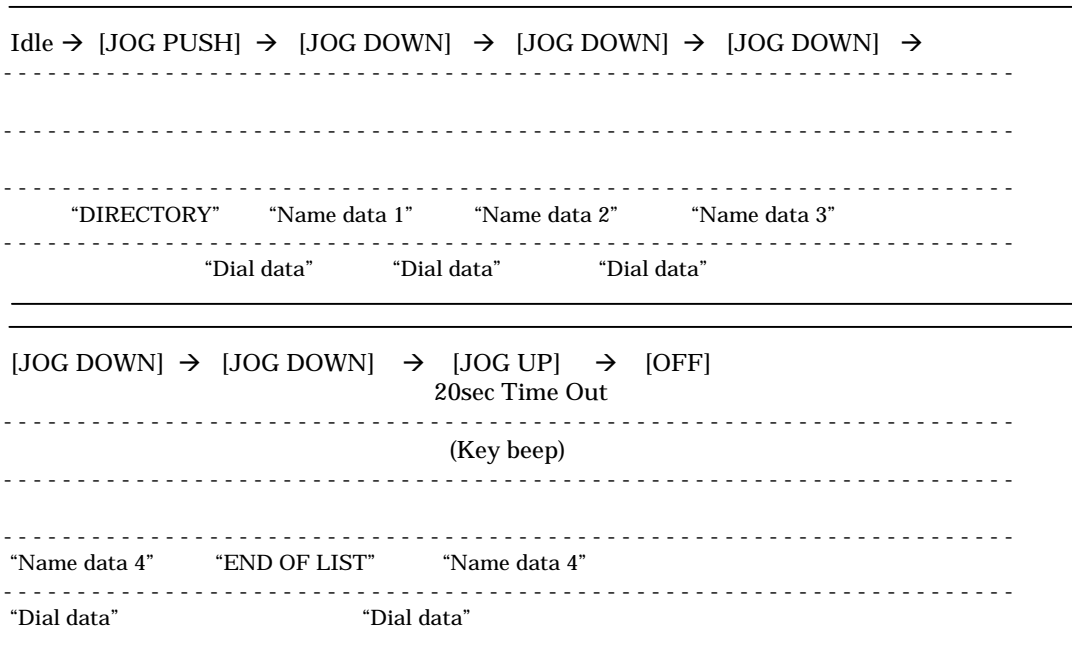 Idle → [JOG PUSH] → [JOG DOWN] → [JOG DOWN] → [JOG DOWN] →
“DIRECTORY” “Name data 1” “Name data 2” “Name data 3”
“Dial data” “Dial data” “Dial data”
[JOG DOWN] → [JOG DOWN] → [JOG UP] → [OFF]
20sec Time Out
(Key beep)
“Name data 4” “END OF LIST” “Name data 4”
“Dial data” “Dial data”